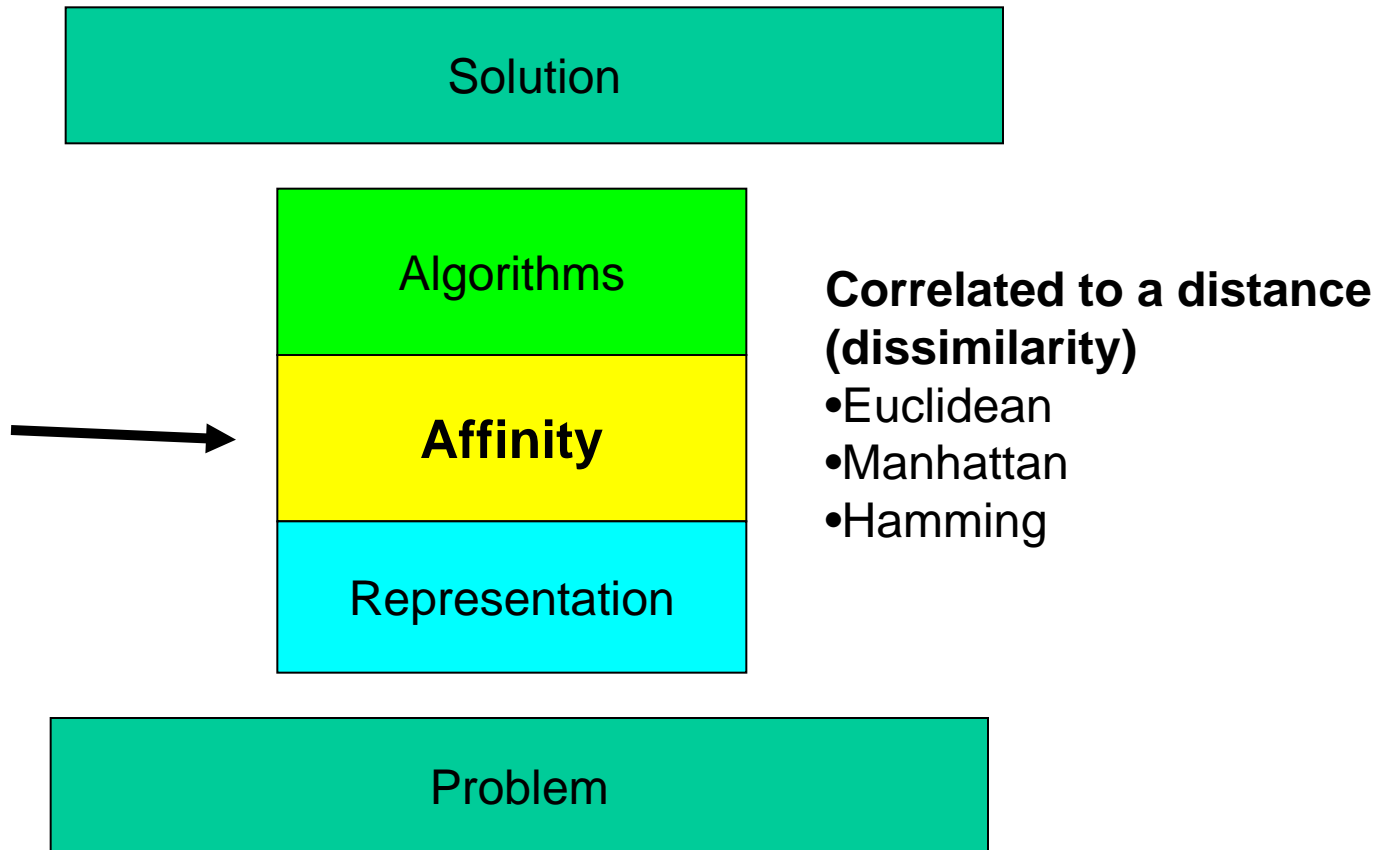 Solution
Algorithms
Affinity
Representation
Correlated to a distance
(dissimilarity)
•Euclidean
•Manhattan
•Hamming
Problem